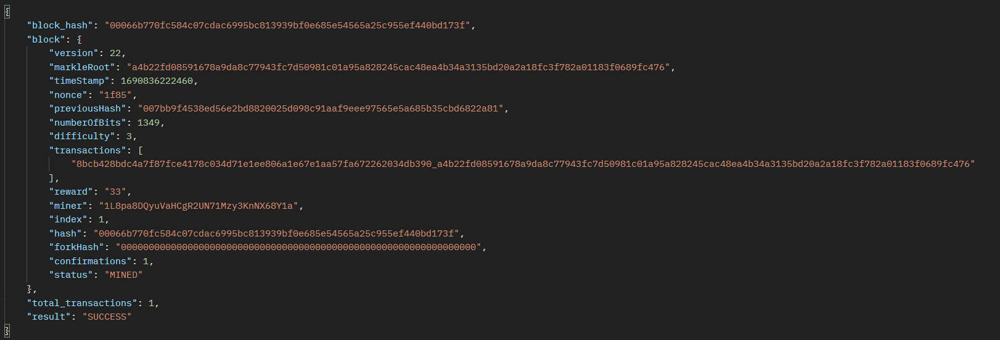 {
    "block_hash": "00066b770fc584c07cdac6995bc813939bf0e685e54565a25c955ef440bd173f",
    "block": {
        "version": 22,
        "markleRoot": "a4b22fd08591678a9da8c77943fc7d50981c01a95a828245cac48ea4b34a3135bd20a2a18fc3f782a01183f0689fc476",
        "timeStamp": 1690836222460,
        "nonce": "1f85",
        "previousHash": "007bb9f4538ed56e2bd8820025d098c91aaf9eee97565e5a685b35cbd6822a81",
        "numberOfBits": 1349,
        "difficulty": 3,
        "transactions": [
            "8bcb428bdc4a7f87fce4178c034d71e1ee806a1e67e1aa57fa672262034db390_a4b22fd08591678a9da8c77943fc7d50981c01a95a828245cac48ea4b34a3135bd20a2a18fc3f782a01183f0689fc476"
        ],
        "reward": "33",
        "miner": "1L8pa8DQyuVaHCgR2UN71Mzy3KnNX68Y1a",
        "index": 1,
        "hash": "00066b770fc584c07cdac6995bc813939bf0e685e54565a25c955ef440bd173f",
        "forkHash": "0000000000000000000000000000000000000000000000000000000000000000",
        "confirmations": 1,
        "status": "MINED"
    },
    "total_transactions": 1,
    "result": "SUCCESS"
}